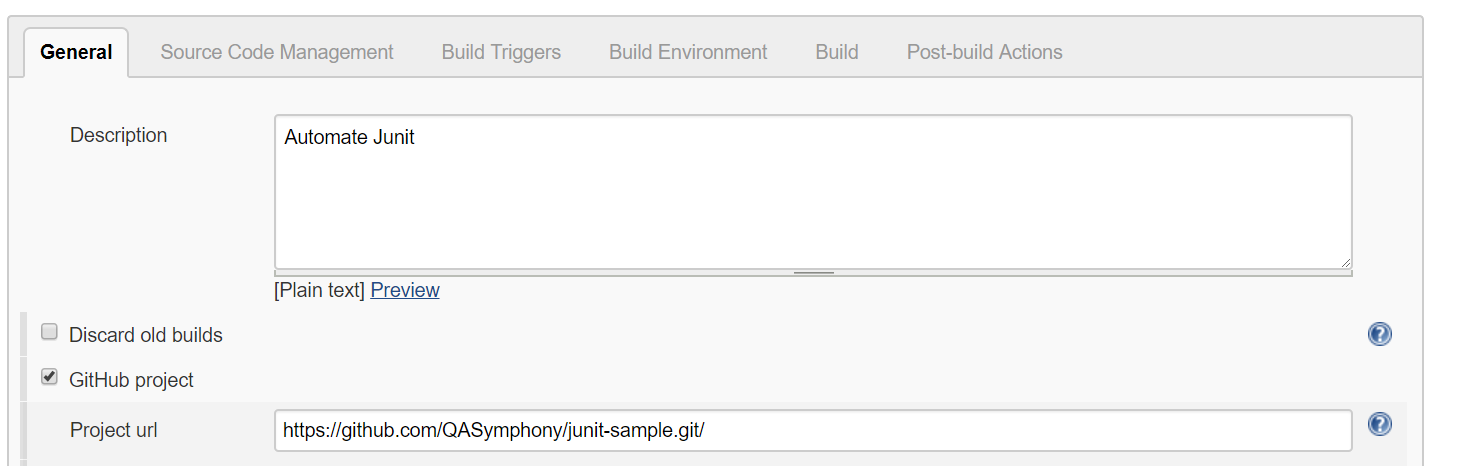 General Source Code Management Build Triggers Build Environment Build Post-build Actions
Description Automate Junit
[Plain text] Preview
Discard old builds ?
GitHub project
Project url https://github.com/QASymphony/junit-sample.git/ ?